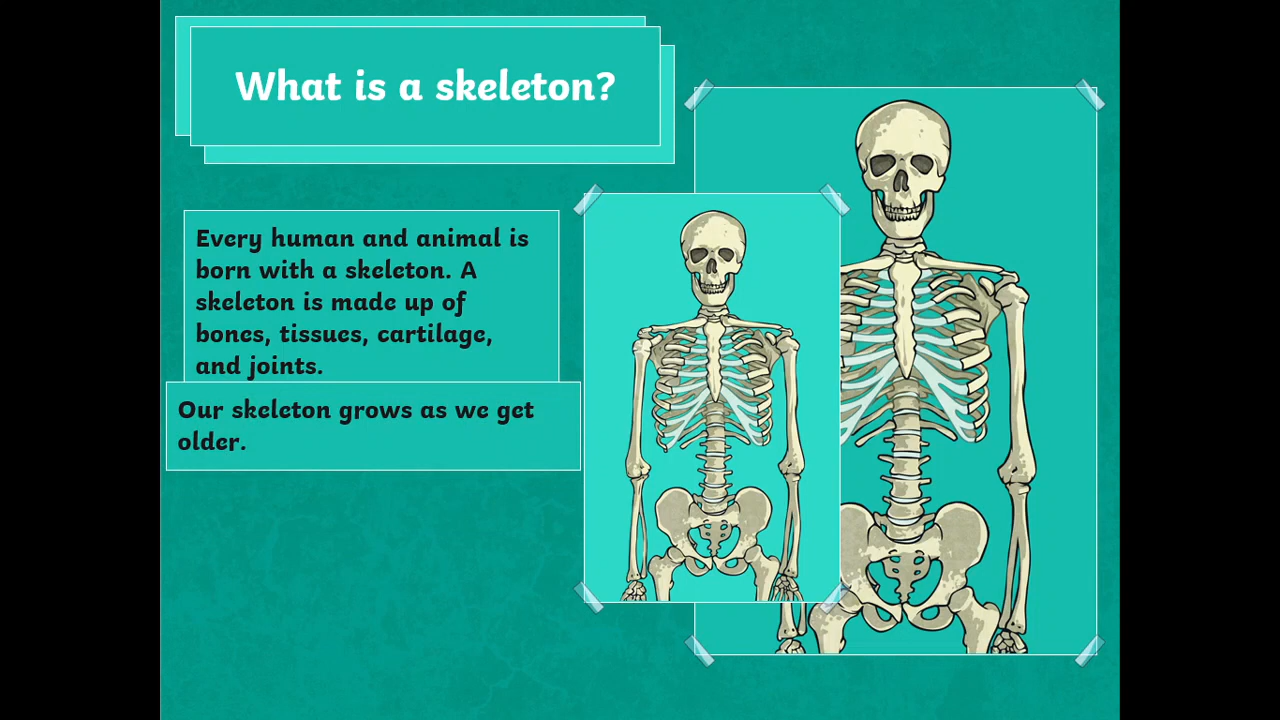 What is a skeleton?
Every human and animal is
born with a skeleton. A
skeleton is made up of
bones, tissues, cartilage,
and joints.
Our skeleton grows as we get
older.